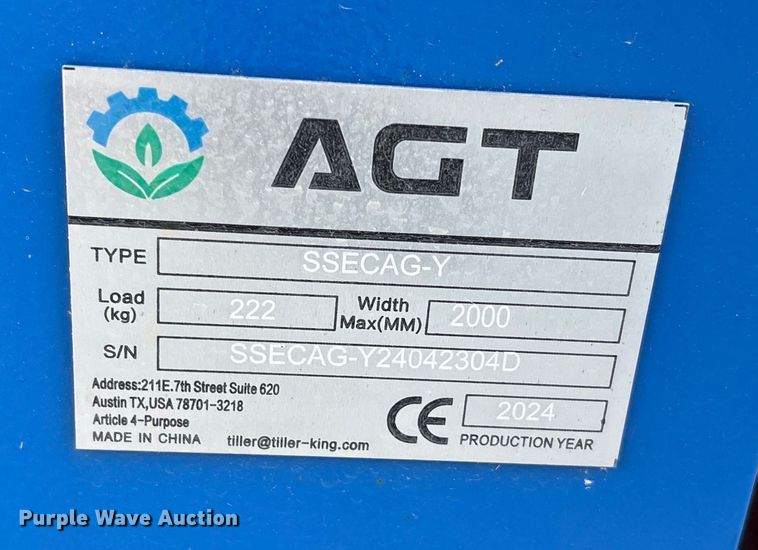 AGT
TYPE SSECAG-Y
Load (kg) 222 Width Max(MM) 2000
S/N SSECAG-Y24042304D
Address:211E.7th Street Suite 620
Austin TX,USA 78701-3218
Article 4-Purpose
MADE IN CHINA tiller@tiller-king.com
CE 2024
PRODUCTION YEAR
Purple Wave Auction